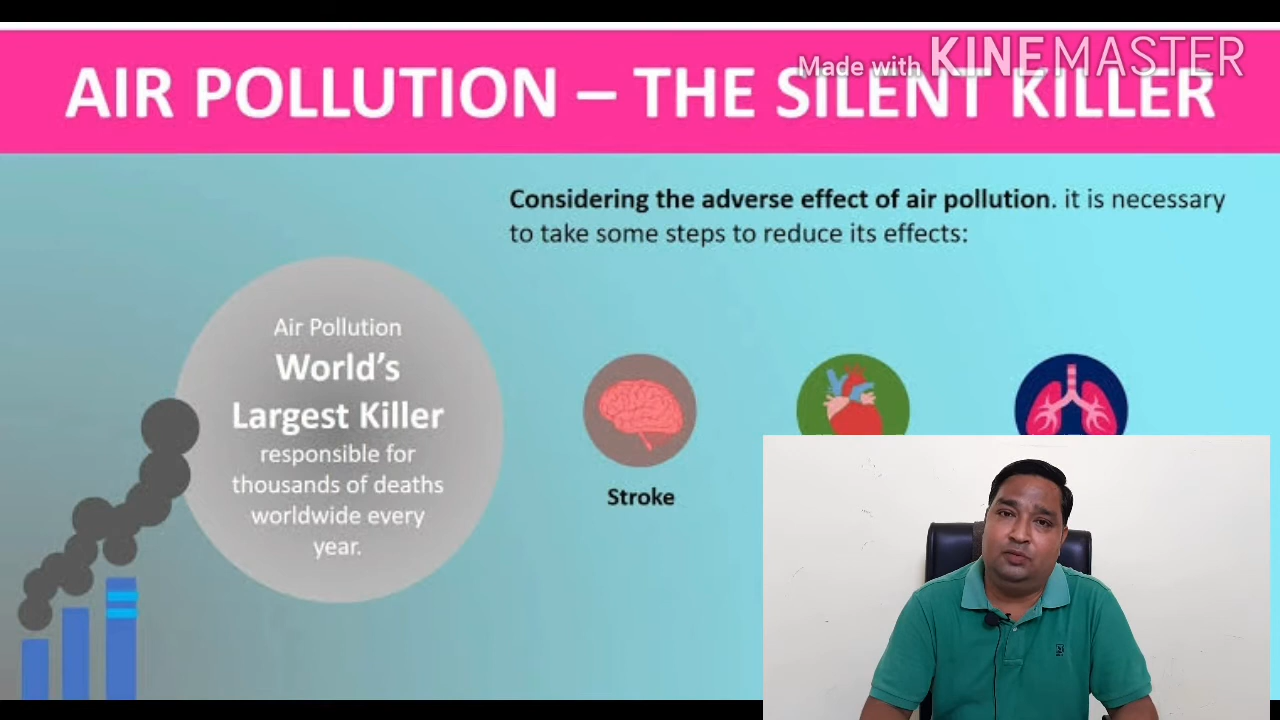 Made with KINEMASTER
AIR POLLUTION – THE SILENT KILLER
Considering the adverse effect of air pollution. it is necessary
to take some steps to reduce its effects:
Air Pollution
World's
Largest Killer
responsible for
thousands of deaths
worldwide every
year.
Stroke